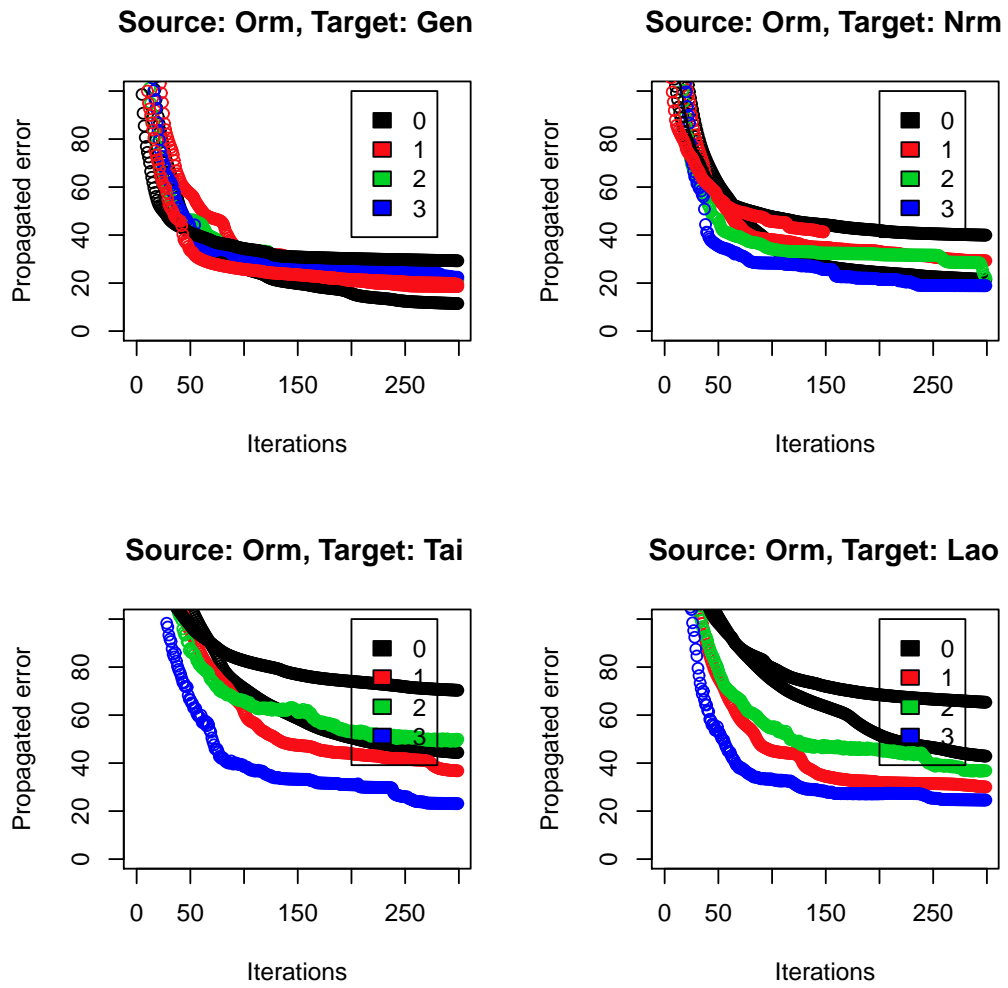 Source: Orm, Target: Gen
Propagated error
80
60
40
20
0
0
1
2
3
0 50 150 250
Iterations
Source: Orm, Target: Nrm
Propagated error
80
60
40
20
0
0
1
2
3
0 50 150 250
Iterations
Source: Orm, Target: Tai
Propagated error
80
60
40
20
0
0
1
2
3
0 50 150 250
Iterations
Source: Orm, Target: Lao
Propagated error
80
60
40
20
0
0
1
2
3
0 50 150 250
Iterations